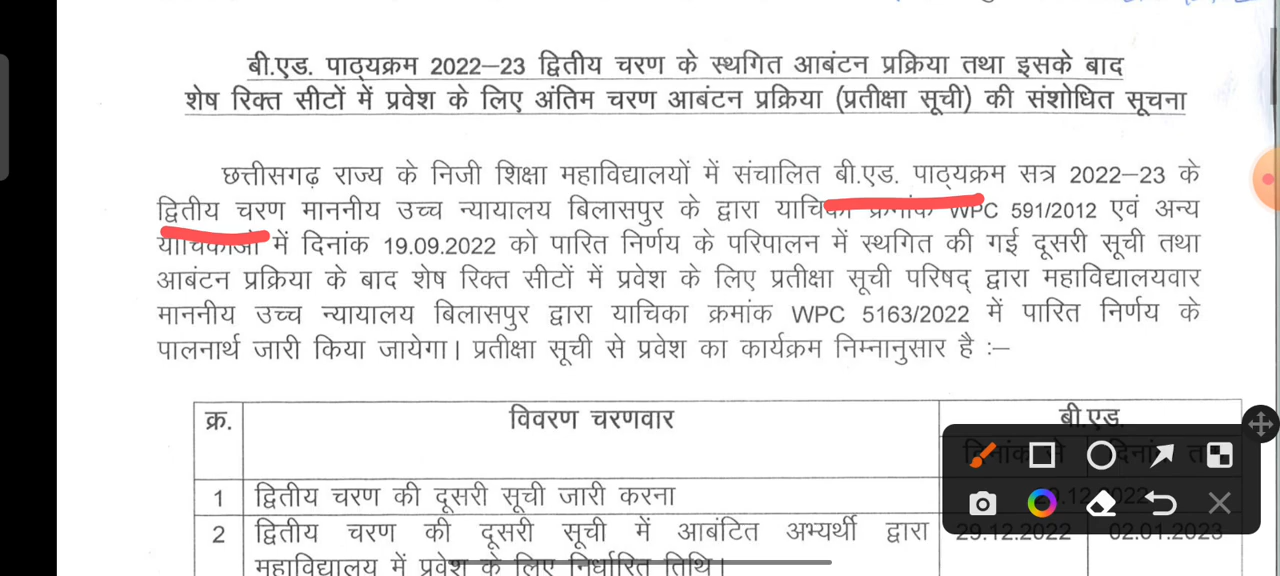 बी.एड. पाठ्यक्रम 2022–23 द्वितीय चरण के स्थगित आबंटन प्रक्रिया तथा इसके बाद
शेष रिक्त सीटों में प्रवेश के लिए अंतिम चरण आबंटन प्रक्रिया (प्रतीक्षा सूची) की संशोधित सूचना
छत्तीसगढ़ राज्य के निजी शिक्षा महाविद्यालयों में संचालित बी.एड. पाठ्यक्रम सत्र 2022–23 के
द्वितीय चरण माननीय उच्च न्यायालय बिलासपुर के द्वारा याचिका क्रमांक WPC 591/2012 एवं अन्य
याचिकाओं में दिनांक 19.09.2022 को पारित निर्णय के परिपालन में स्थगित की गई दूसरी सूची तथा
आबंटन प्रक्रिया के बाद शेष रिक्त सीटों में प्रवेश के लिए प्रतीक्षा सूची परिषद् द्वारा महाविद्यालयवार
माननीय उच्च न्यायालय बिलासपुर द्वारा याचिका क्रमांक WPC 5163/2022 में पारित निर्णय के
पालनार्थ जारी किया जायेगा। प्रतीक्षा सूची से प्रवेश का कार्यक्रम निम्नानुसार है :–
क्र. विवरण चरणवार बी.एड.
दिनांक से
1 द्वितीय चरण की दूसरी सूची जारी करना
2 द्वितीय चरण की दूसरी सूची में आबंटित अभ्यर्थी द्वारा 29.12.2022 02.01.2023
महाविद्यालय में प्रवेश के लिए निर्धारित तिथि।